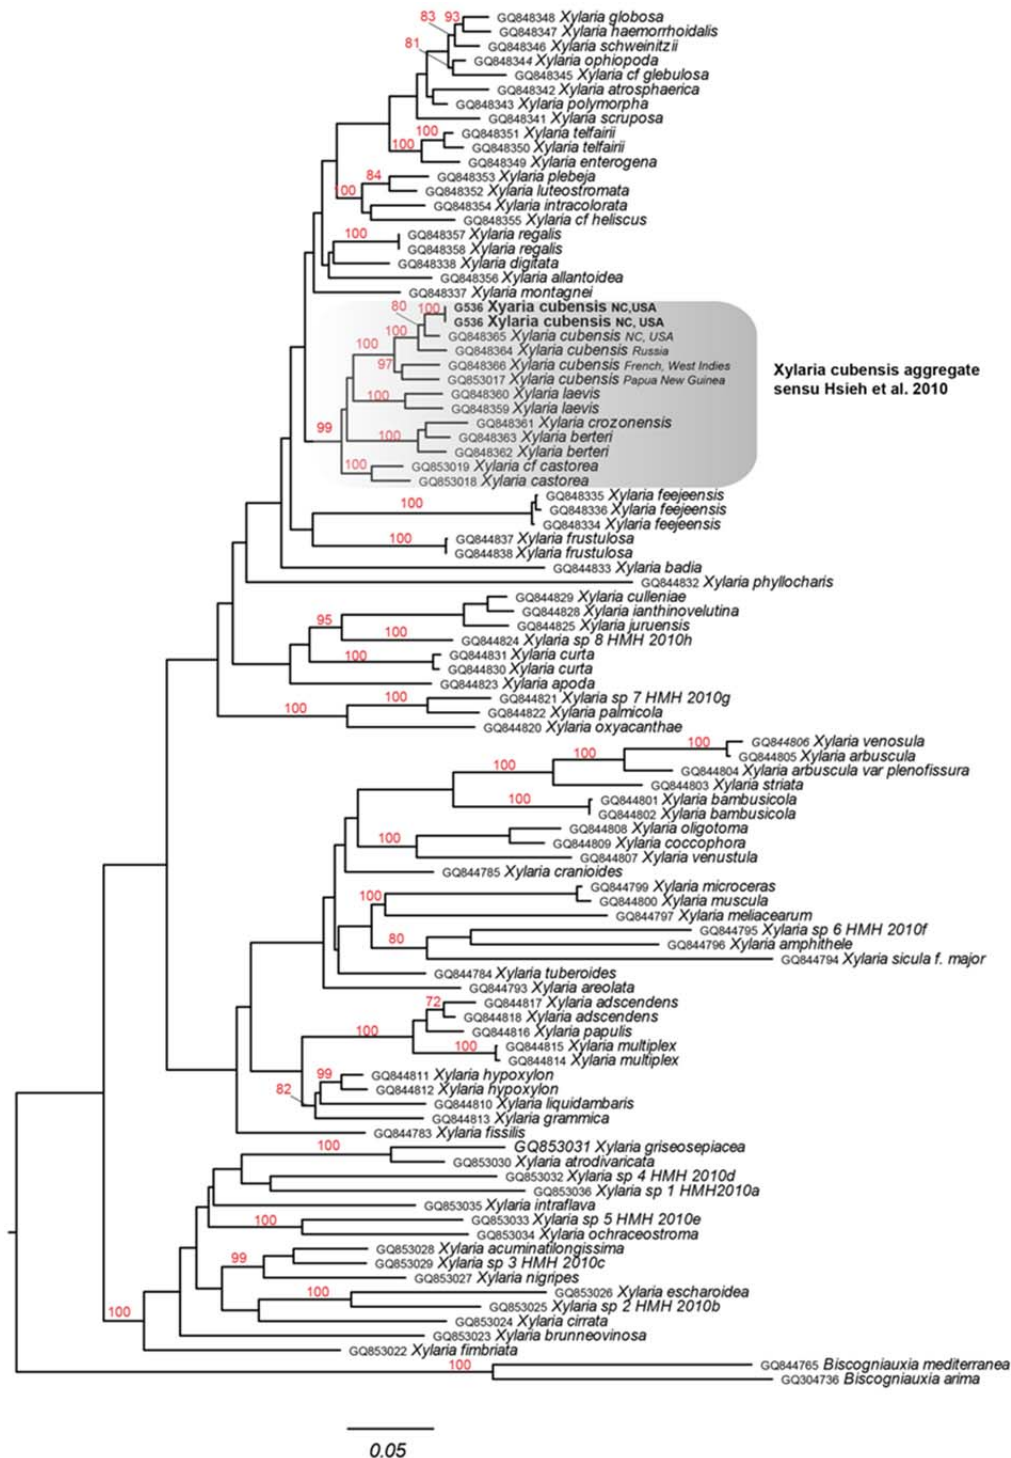 83 93 GQ848348 Xylaria globosa
GQ848347 Xylaria haemorrhoidalis
GQ848346 Xylaria schweinitzii
81 GQ848344 Xylaria ophiopoda
GQ848345 Xylaria cf glebulosa
GQ848342 Xylaria atrosphaerica
GQ848343 Xylaria polymorpha
GQ848341 Xylaria scruposa
100 GQ848351 Xylaria telfairii
100 GQ848350 Xylaria telfairii
GQ848349 Xylaria enterogena
84 GQ848353 Xylaria plebeja
100 GQ848352 Xylaria luteostromata
GQ848354 Xylaria intracolorata
GQ848355 Xylaria cf heliscus
100 GQ848357 Xylaria regalis
GQ848358 Xylaria regalis
GQ848338 Xylaria digitata
GQ848356 Xylaria allantoidea
GQ848337 Xylaria montagnei
80 100 G536 Xyaria cubensis NC,USA
G536 Xylaria cubensis NC, USA
100 GQ848365 Xylaria cubensis NC, USA
100 GQ848364 Xylaria cubensis Russia
97 GQ848366 Xylaria cubensis French, West Indies
GQ853017 Xylaria cubensis Papua New Guinea
Xylaria cubensis aggregate
sensu Hsieh et al. 2010
100 GQ848360 Xylaria laevis
GQ848359 Xylaria laevis
99 GQ848361 Xylaria crozonensis
100 GQ848363 Xylaria berteri
GQ848362 Xylaria berteri
100 GQ853019 Xylaria cf castorea
GQ853018 Xylaria castorea
100 GQ848335 Xylaria feejeensis
GQ848336 Xylaria feejeensis
GQ848334 Xylaria feejeensis
100 GQ844837 Xylaria frustulosa
GQ844838 Xylaria frustulosa
GQ844833 Xylaria badia
GQ844832 Xylaria phyllocharis
GQ844829 Xylaria culleniae
GQ844828 Xylaria ianthinovelutina
95 GQ844825 Xylaria juruensis
100 GQ844824 Xylaria sp 8 HMH 2010h
100 GQ844831 Xylaria curta
GQ844830 Xylaria curta
GQ844823 Xylaria apoda
100 GQ844821 Xylaria sp 7 HMH 2010g
100 GQ844822 Xylaria palmicola
GQ844820 Xylaria oxyacanthae
100 GQ844806 Xylaria venosula
100 GQ844805 Xylaria arbuscula
100 GQ844804 Xylaria arbuscula var plenofissura
GQ844803 Xylaria striata
100 GQ844801 Xylaria bambusicola
GQ844802 Xylaria bambusicola
GQ844808 Xylaria oligotoma
100 GQ844809 Xylaria coccophora
GQ844807 Xylaria venustula
GQ844785 Xylaria cranioides
GQ844799 Xylaria microceras
100 GQ844800 Xylaria muscula
GQ844797 Xylaria meliacearum
GQ844795 Xylaria sp 6 HMH 2010f
80 GQ844796 Xylaria amphithele
GQ844794 Xylaria sicula f. major
GQ844784 Xylaria tuberoides
GQ844793 Xylaria areolata
72 GQ844817 Xylaria adscendens
GQ844818 Xylaria adscendens
100 GQ844816 Xylaria papulis
100 GQ844815 Xylaria multiplex
GQ844814 Xylaria multiplex
99 GQ844811 Xylaria hypoxylon
82 GQ844812 Xylaria hypoxylon
GQ844810 Xylaria liquidambaris
GQ844813 Xylaria grammica
GQ844783 Xylaria fissilis
100 GQ853031 Xylaria griseosepiacea
GQ853030 Xylaria atrodivaricata
GQ853032 Xylaria sp 4 HMH 2010d
GQ853036 Xylaria sp 1 HMH2010a
GQ853035 Xylaria intraflava
100 GQ853033 Xylaria sp 5 HMH 2010e
GQ853034 Xylaria ochraceostroma
GQ853028 Xylaria acuminatilongissima
99 GQ853029 Xylaria sp 3 HMH 2010c
GQ853027 Xylaria nigripes
100 GQ853026 Xylaria escharoidea
GQ853025 Xylaria sp 2 HMH 2010b
100 GQ853024 Xylaria cirrata
GQ853023 Xylaria brunneovinosa
GQ853022 Xylaria fimbriata
100 GQ844765 Biscogniauxia mediterranea
GQ304736 Biscogniauxia arima
0.05